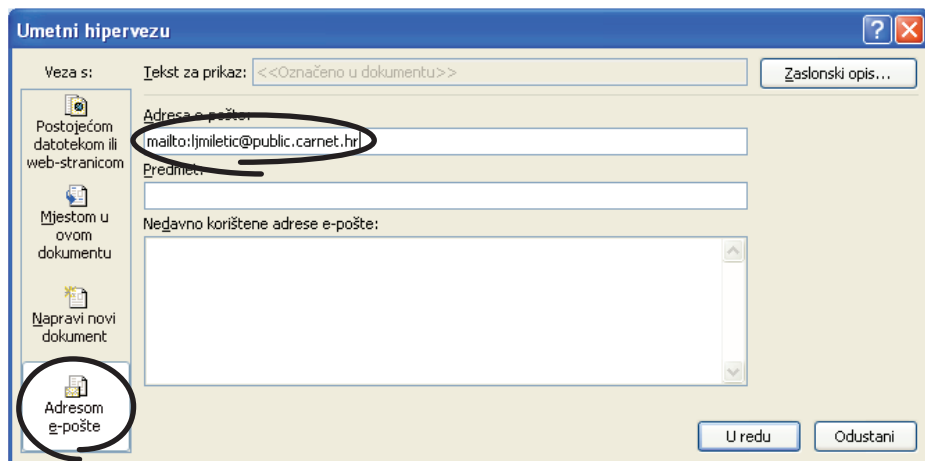 Umetni hipervezu
Veza s:
Tekst za prikaz: <<Označeno u dokumentu>>
Zaslonski opis...
Postojećom
datotekom ili
web-stranicom
Mjestom u
ovom
dokumentu
Napravi novi
dokument
Adresom
e-pošte
Adresa e-pošte:
mailto:ljmiletic@public.carnet.hr
Predmet:
Nedavno korištene adrese e-pošte:
U redu
Odustani